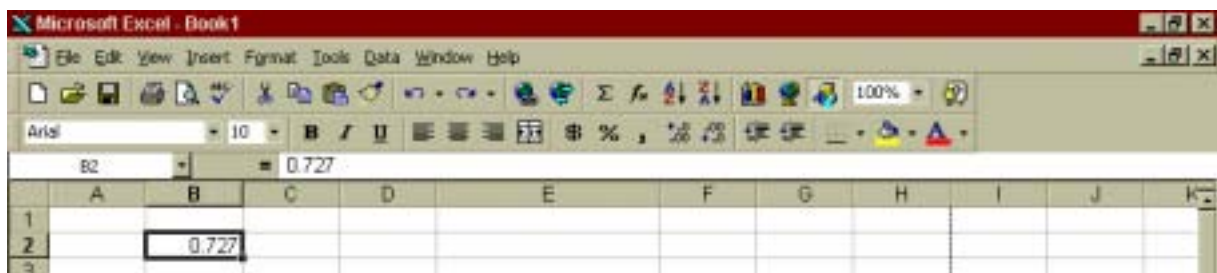 Microsoft Excel - Book1
File Edit View Insert Format Tools Data Window Help
100%
Arial 10 B I U $ % ,
B2 = 0.727
A B C D E F G H I J K
1
2 0.727
3